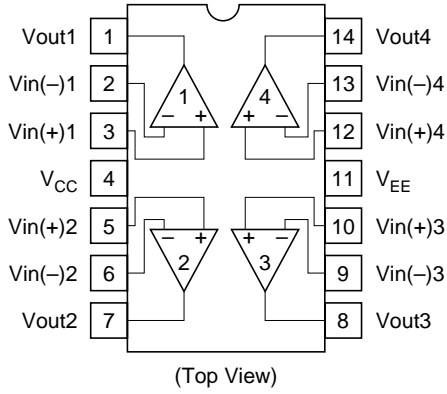 Vout1 1 14 Vout4
Vin(–)1 2 13 Vin(–)4
1 4
– + + –
Vin(+)1 3 12 Vin(+)4
V_CC 4 11 V_EE
Vin(+)2 5 10 Vin(+)3
– + + –
2 3
Vin(–)2 6 9 Vin(–)3
Vout2 7 8 Vout3
(Top View)